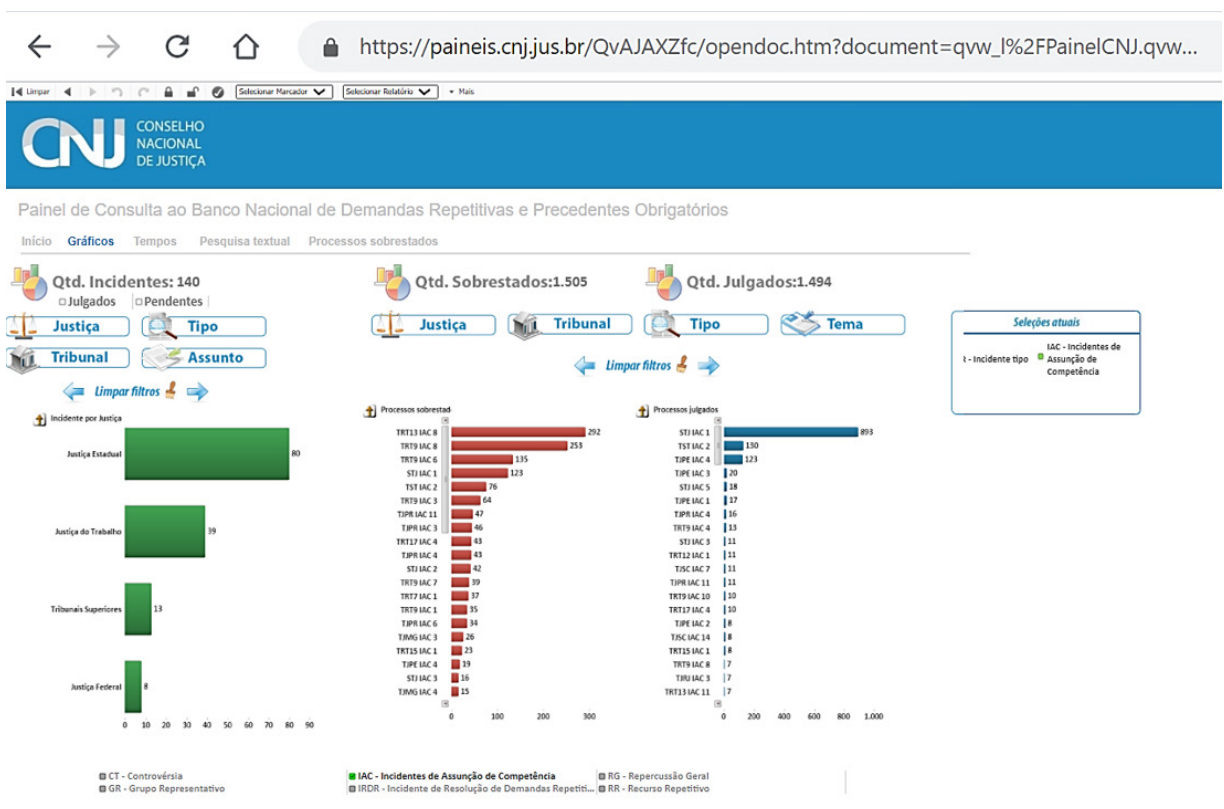 https://paineis.cnj.jus.br/QvAJAXZfc/opendoc.htm?document=qvw_l%2FPainelCNJ.qvw...
Limpar Selecionar Marcador Selecionar Relatório Mais
CNJ CONSELHO
NACIONAL
DE JUSTIÇA
Painel de Consulta ao Banco Nacional de Demandas Repetitivas e Precedentes Obrigatórios
Início Gráficos Tempos Pesquisa textual Processos sobrestados
Qtd. Incidentes: 140
Julgados Pendentes
Justiça Tipo
Tribunal Assunto
Limpar filtros
Qtd. Sobrestados:1.505 Qtd. Julgados:1.494
Justiça Tribunal Tipo Tema
Limpar filtros
Seleções atuais
- Incidente tipo IAC - Incidentes de
Assunção de
Competência
Incidente por Justiça
Justiça Estadual 80
Justiça do Trabalho 39
Tribunais Superiores 13
Justiça Federal 8
0 10 20 30 40 50 60 70 80 90
Processos sobrestad
TRT13 IAC 8 292
TRT9 IAC 8 253
TRT9 IAC 6 135
STJ IAC 1 123
TST IAC 2 76
TRT9 IAC 3 64
TJPR IAC 11 47
TJPR IAC 3 46
TRT17 IAC 4 43
TJPR IAC 4 43
STJ IAC 2 42
TRT9 IAC 7 39
TRT7 IAC 1 37
TRT9 IAC 1 35
TJPR IAC 6 34
TJMG IAC 3 26
TRT15 IAC 1 23
TJPE IAC 4 19
STJ IAC 3 16
TJMG IAC 4 15
0 100 200 300
Processos julgados
STJ IAC 1 893
TST IAC 2 130
TJPE IAC 4 123
TJPE IAC 3 20
STJ IAC 5 18
TJPE IAC 1 17
TJPR IAC 4 16
TRT9 IAC 4 13
STJ IAC 3 11
TRT12 IAC 1 11
TJSC IAC 7 11
TJPR IAC 11 11
TRT9 IAC 10 10
TRT17 IAC 4 10
TJPE IAC 2 8
TJSC IAC 14 8
TRT15 IAC 1 8
TRT9 IAC 8 7
TJRJ IAC 3 7
TRT13 IAC 11 7
0 200 400 600 800 1.000
CT - Controvérsia IAC - Incidentes de Assunção de Competência RG - Repercussão Geral
GR - Grupo Representativo IRDR - Incidente de Resolução de Demandas Repetiti... RR - Recurso Repetitivo